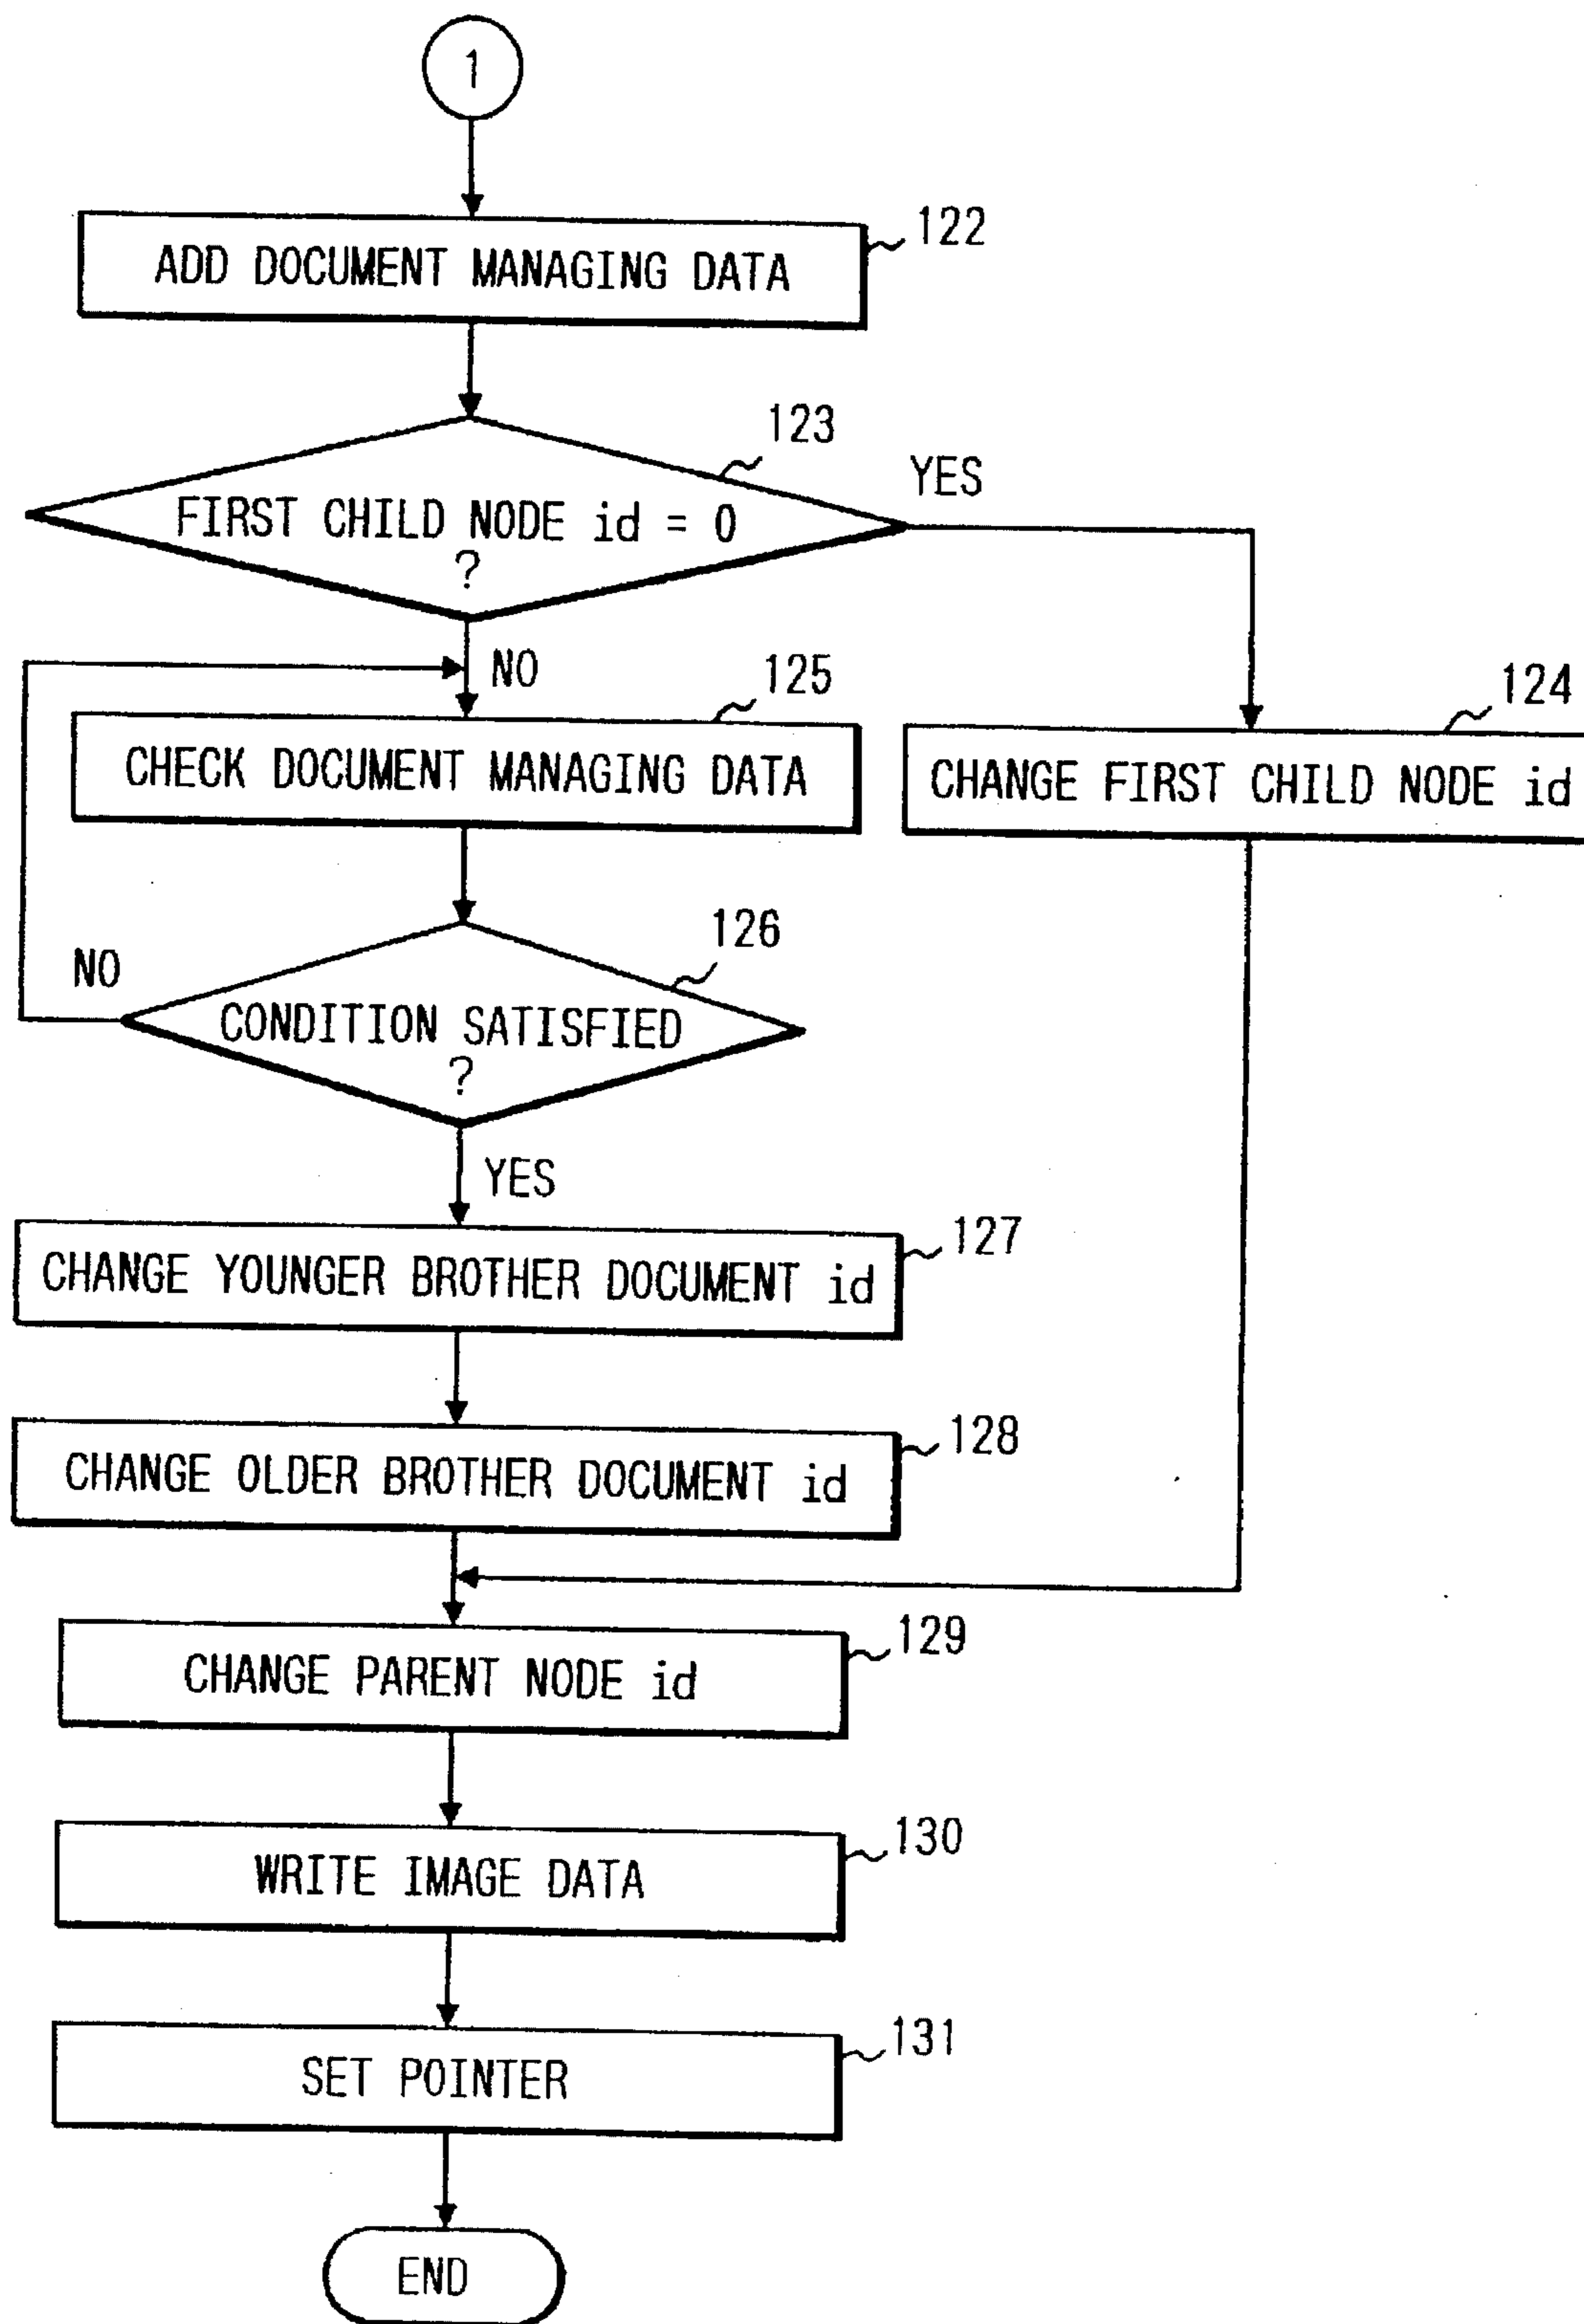 1
122
ADD DOCUMENT MANAGING DATA
123
YES
FIRST CHILD NODE id = 0
?
NO
125
124
CHECK DOCUMENT MANAGING DATA
CHANGE FIRST CHILD NODE id
126
NO
CONDITION SATISFIED
?
YES
127
CHANGE YOUNGER BROTHER DOCUMENT id
128
CHANGE OLDER BROTHER DOCUMENT id
129
CHANGE PARENT NODE id
130
WRITE IMAGE DATA
131
SET POINTER
END